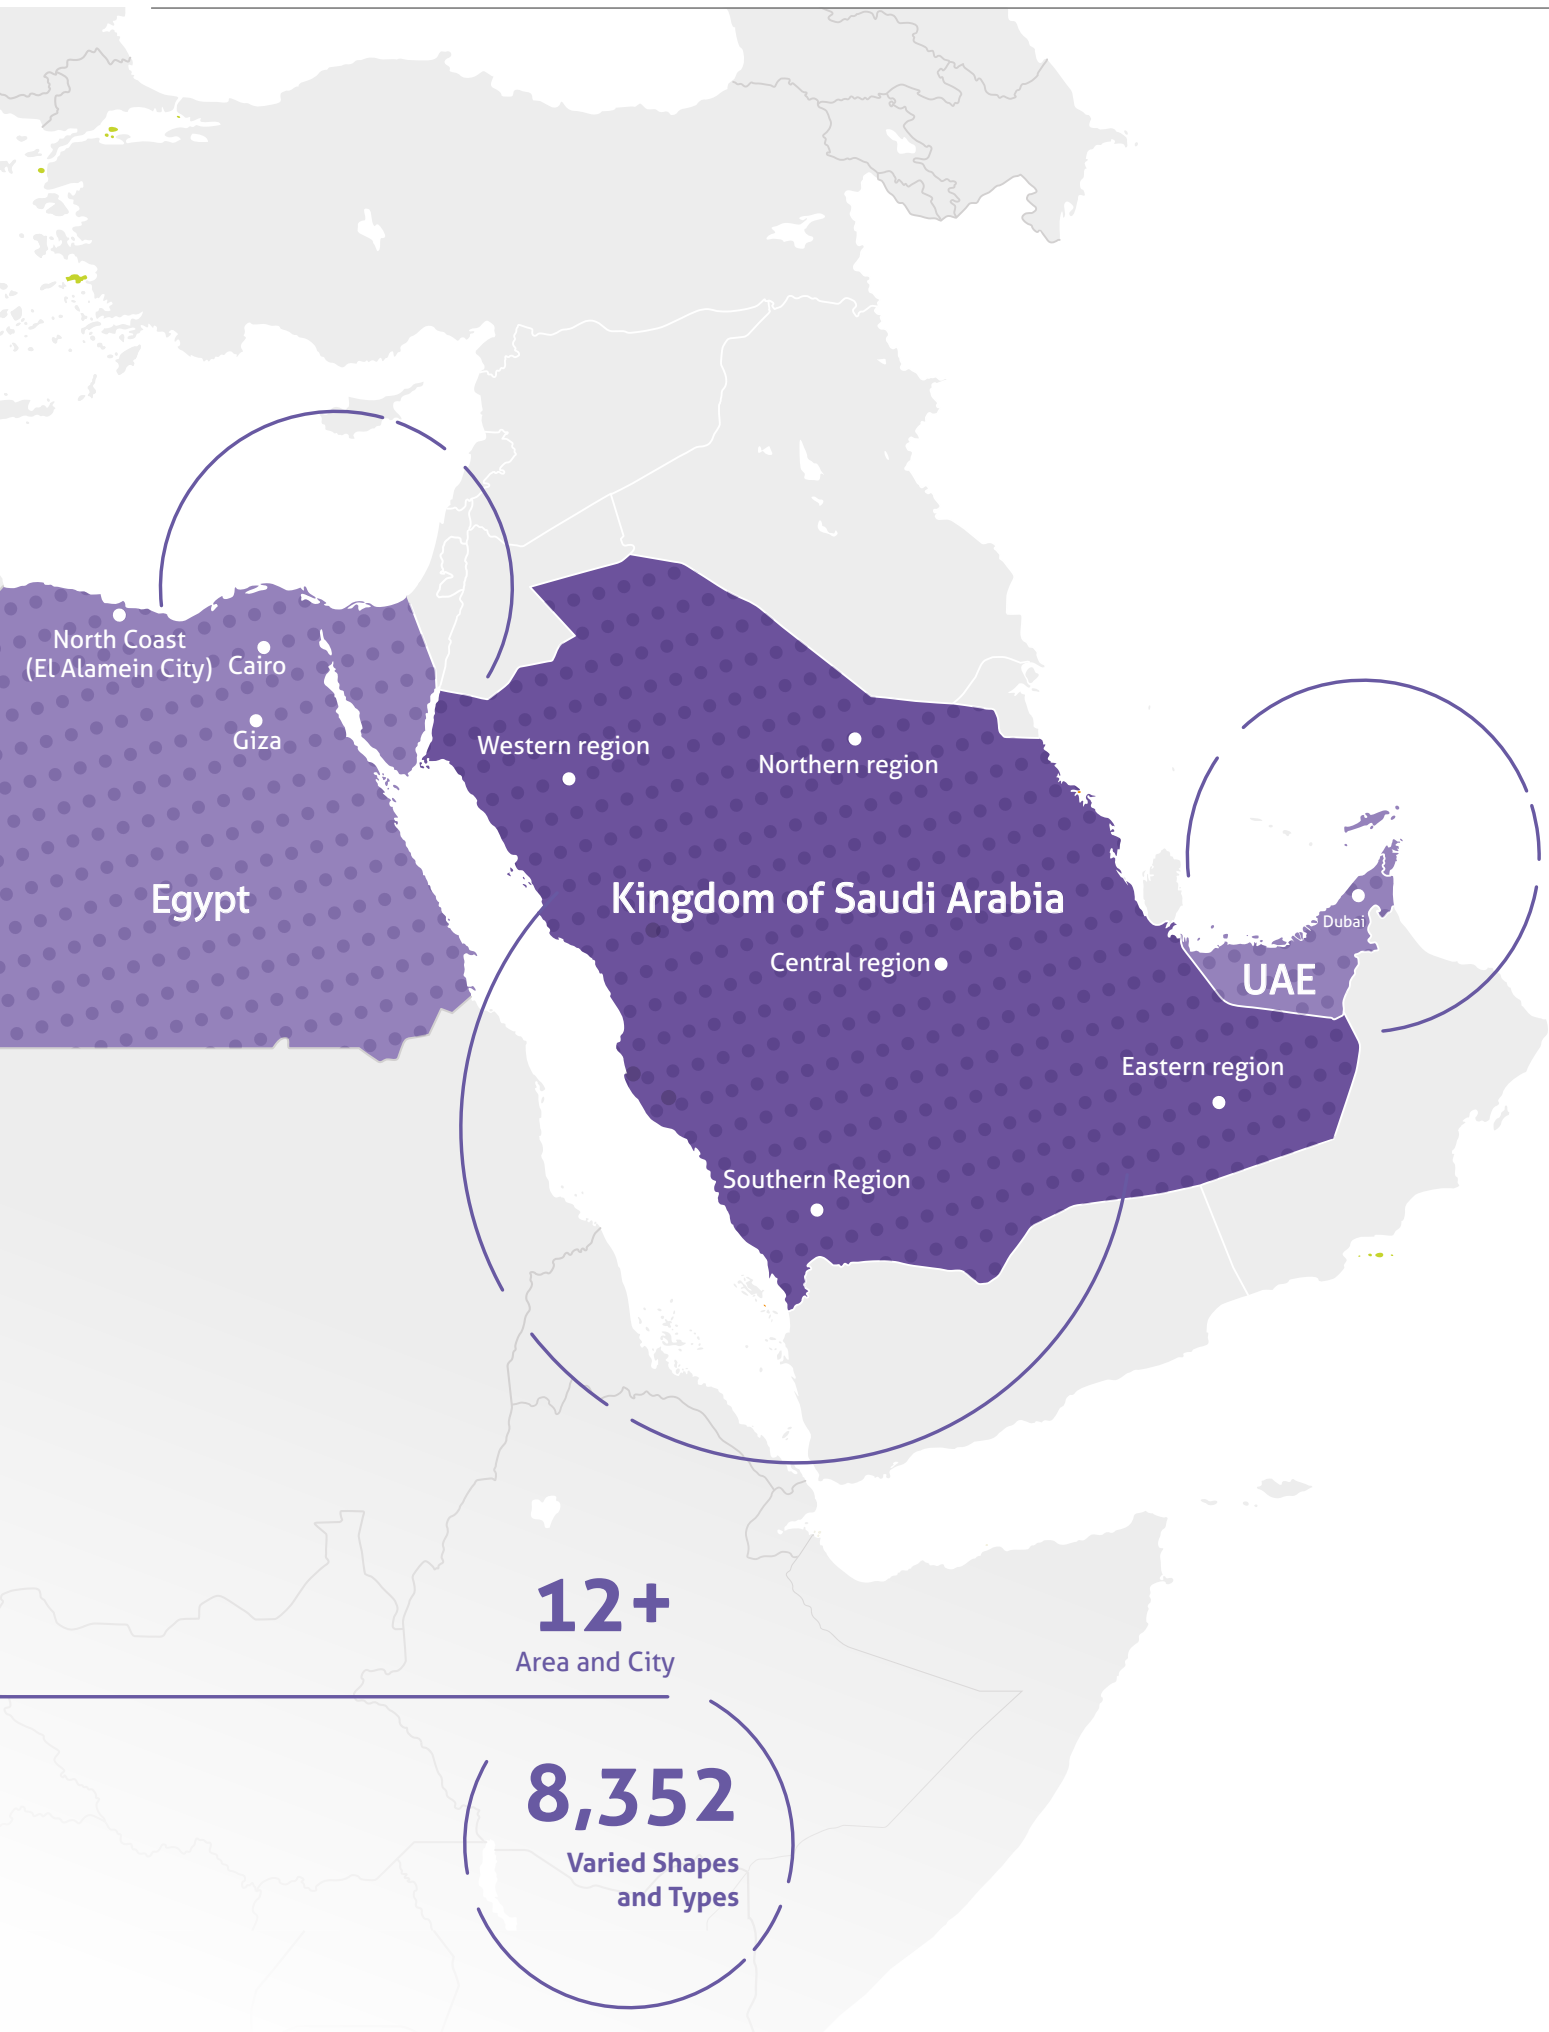 North Coast
(El Alamein City)
Cairo
Giza
Western region
Northern region
Egypt
Kingdom of Saudi Arabia
Dubai
Central region
UAE
Eastern region
Southern Region
12+
Area and City
8,352
Varied Shapes
and Types